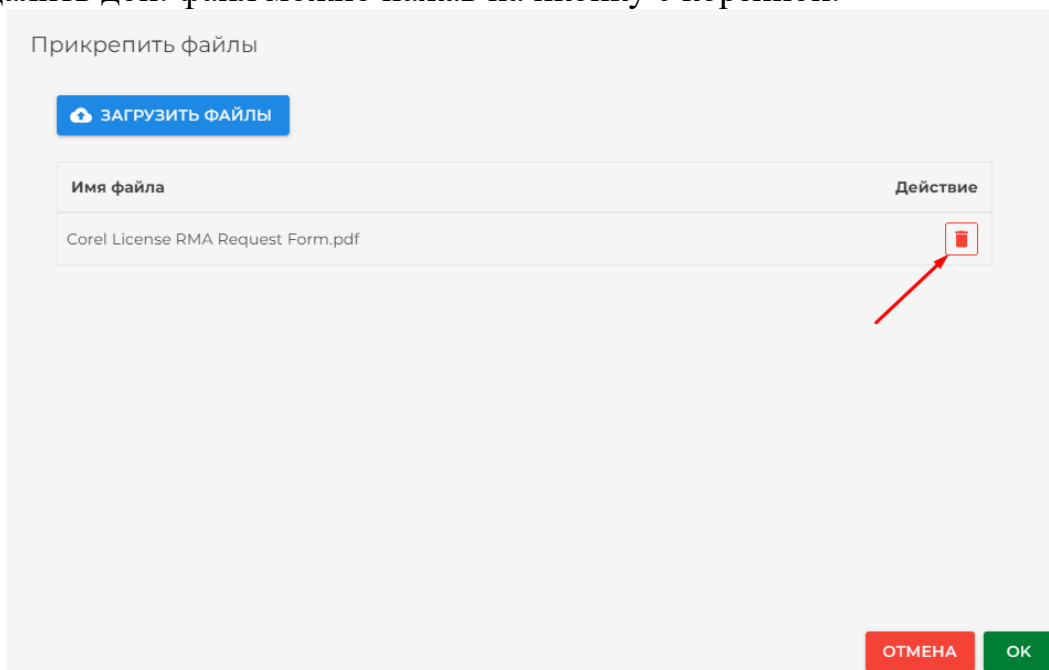 Прикрепить файлы
ЗАГРУЗИТЬ ФАЙЛЫ
Имя файла Действие
Corel License RMA Request Form.pdf
ОТМЕНА OK